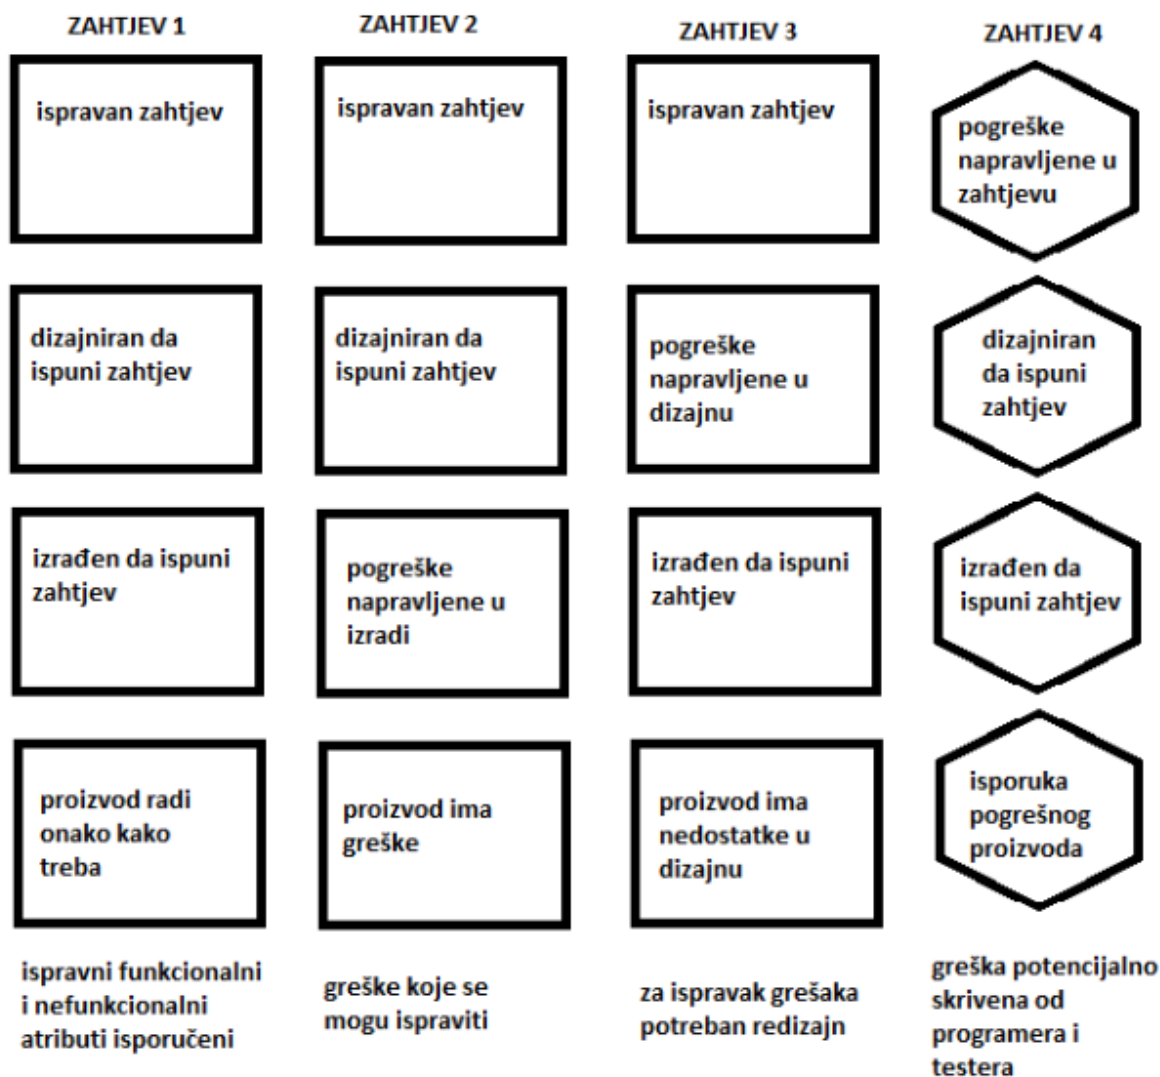 ZAHTJEV 1
ZAHTJEV 2
ZAHTJEV 3
ZAHTJEV 4
ispravan zahtjev
ispravan zahtjev
ispravan zahtjev
pogreške
napravljene u
zahtjevu
dizajniran da
ispuni zahtjev
dizajniran da
ispuni zahtjev
pogreške
napravljene u
dizajnu
dizajniran
da ispuni
zahtjev
izrađen da ispuni
zahtjev
pogreške
napravljene u
izradi
izrađen da ispuni
zahtjev
izrađen da
ispuni zahtjev
proizvod radi
onako kako
treba
proizvod ima
greške
proizvod ima
nedostatke u
dizajnu
isporuka
pogrešnog
proizvoda
ispravni funkcionalni
i nefunkcionalni
atributi isporučeni
greške koje se
mogu ispraviti
za ispravak grešaka
potreban redizajn
greška potencijalno
skrivena od
programera i
testera